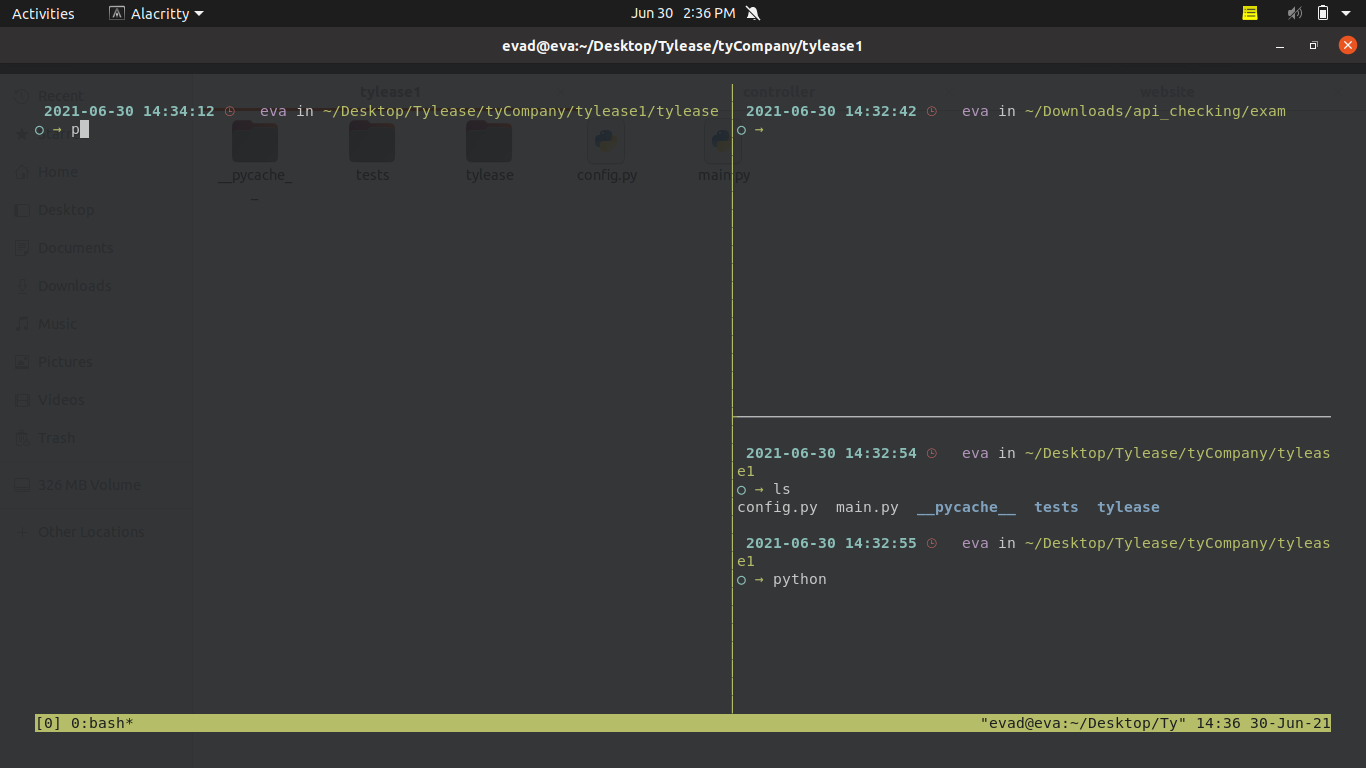 Activities Alacritty Jun 30 2:36 PM
evad@eva:~/Desktop/Tylease/tyCompany/tylease1
Recent
tylease1
controller
website
2021-06-30 14:34:12 eva in ~/Desktop/Tylease/tyCompany/tylease1/tylease
○ → p
__pycache_
_
tests
tylease
config.py
main.py
Home
Desktop
Documents
Downloads
Music
Pictures
Videos
Trash
326 MB Volume
+ Other Locations
2021-06-30 14:32:42 eva in ~/Downloads/api_checking/exam
○ →
2021-06-30 14:32:54 eva in ~/Desktop/Tylease/tyCompany/tyleas
e1
○ → ls
config.py main.py __pycache__ tests tylease
2021-06-30 14:32:55 eva in ~/Desktop/Tylease/tyCompany/tyleas
e1
○ → python
[0] 0:bash* "evad@eva:~/Desktop/Ty" 14:36 30-Jun-21